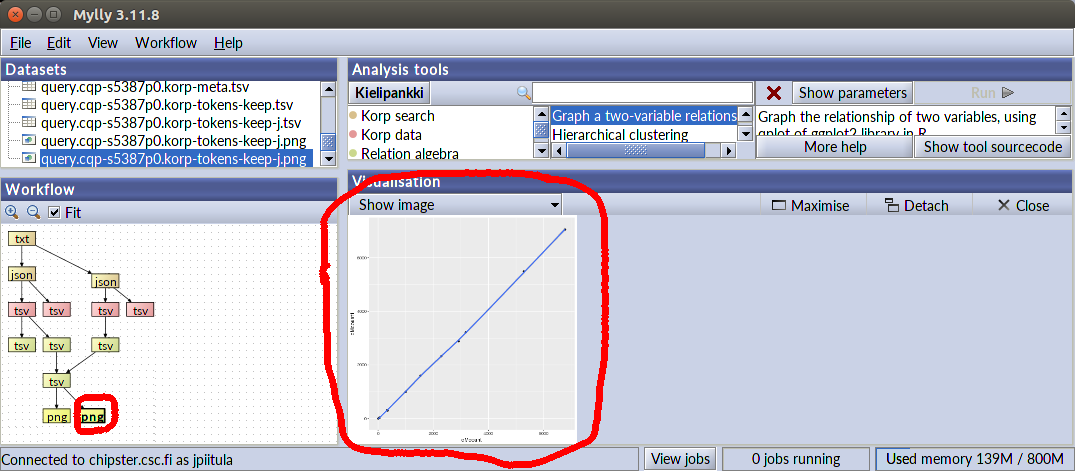 Mylly 3.11.8
File Edit View Workflow Help
Datasets
query.cqp-s5387p0.korp-meta.tsv
query.cqp-s5387p0.korp-tokens-keep.tsv
query.cqp-s5387p0.korp-tokens-keep-j.tsv
query.cqp-s5387p0.korp-tokens-keep-j.png
query.cqp-s5387p0.korp-tokens-keep-j.png
Analysis tools
Kielipankki
Show parameters
Run
Korp search
Korp data
Relation algebra
Graph a two-variable relations
Hierarchical clustering
Graph the relationship of two variables, using
qplot of ggplot2 library in R
More help
Show tool sourcecode
Workflow
Fit
txt
json
json
tsv
tsv
tsv
tsv
tsv
tsv
tsv
tsv
png
png
Visualisation
Show image
Maximise
Detach
Close
Connected to chipster.csc.fi as jpiitula
View jobs
0 jobs running
Used memory 139M / 800M